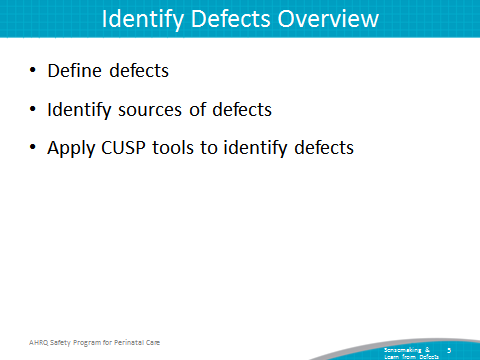 Identify Defects Overview
• Define defects
• Identify sources of defects
• Apply CUSP tools to identify defects
AHRQ Safety Program for Perinatal Care
Sensemaking & 5
Learn from Defects